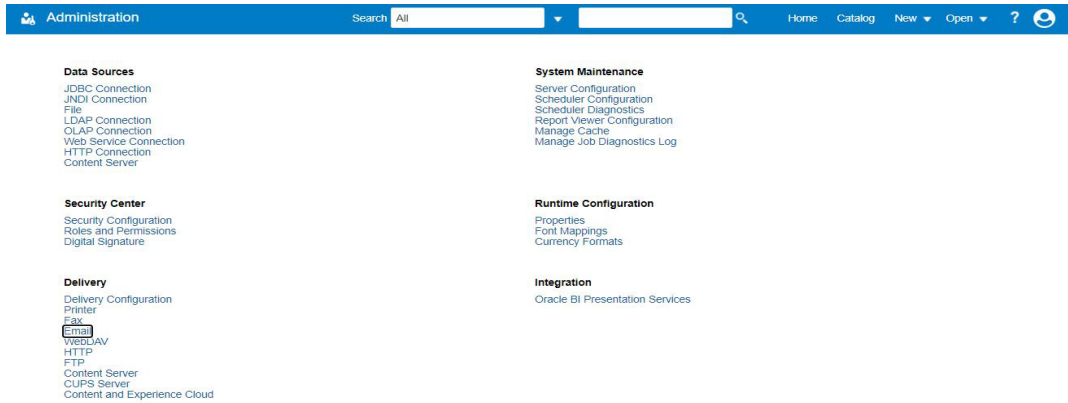 Administration
Search All
Home Catalog New Open ?
Data Sources
JDBC Connection
JNDI Connection
File
LDAP Connection
OLAP Connection
Web Service Connection
HTTP Connection
Content Server
System Maintenance
Server Configuration
Scheduler Configuration
Scheduler Diagnostics
Report Viewer Configuration
Manage Cache
Manage Job Diagnostics Log
Security Center
Security Configuration
Roles and Permissions
Digital Signature
Runtime Configuration
Properties
Font Mappings
Currency Formats
Delivery
Delivery Configuration
Printer
Fax
Email
WebDAV
HTTP
FTP
Content Server
CUPS Server
Content and Experience Cloud
Integration
Oracle BI Presentation Services